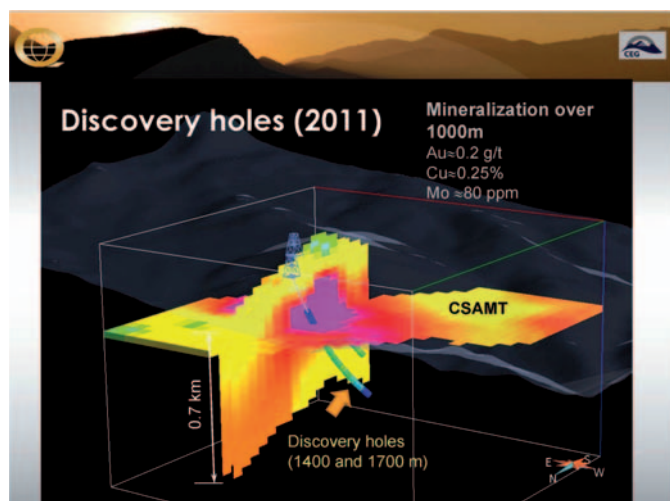 CEG
Discovery holes (2011)
Mineralization over
1000m
Au≈0.2 g/t
Cu≈0.25%
Mo ≈80 ppm
CSAMT
0.7 km
Discovery holes
(1400 and 1700 m)
E S
N W